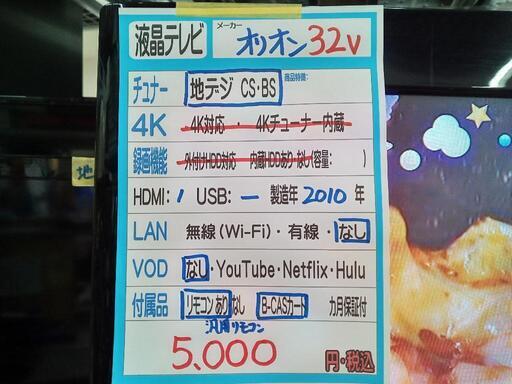 液晶テレビ メーカー オリオン 32V
チュナー 地デジ CS・BS 商品特徴:
4K 4K対応 ・ 4Kチューナー内蔵
録画機能 外付けHDD対応 内蔵HDDあり・なし(容量: )
HDMI: 1 USB: ー 製造年 2010 年
LAN 無線(Wi-Fi)・有線・なし
VOD なし・YouTube・Netflix・Hulu
付属品 リモコン あり なし B-CASカード カ月保証付
汎用リモコン
5,000 円・税込
地